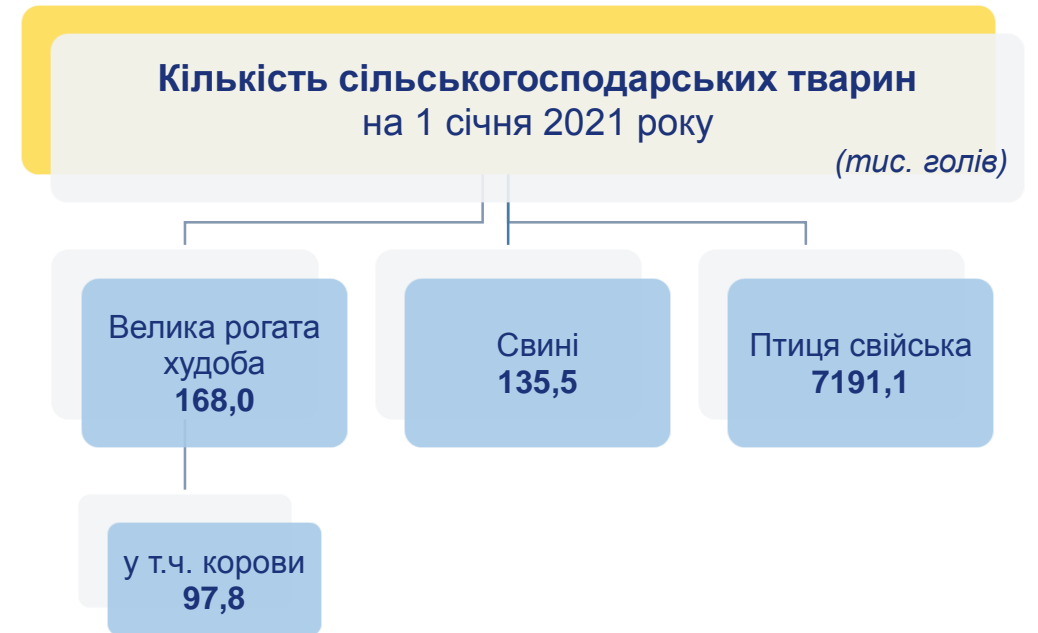 Кількість сільськогосподарських тварин
на 1 січня 2021 року
(тис. голів)
Велика рогата
худоба
168,0
Свині
135,5
Птиця свійська
7191,1
у т.ч. корови
97,8